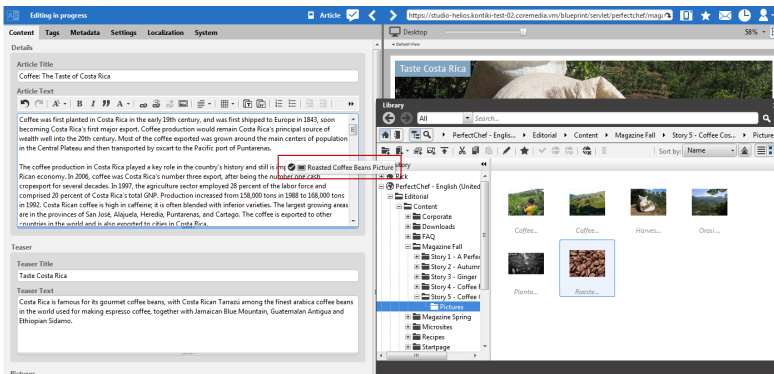 Editing in progress
Article
https://studio-helios.kontiki-test-02.coremedia.vm/blueprint/servlet/perfectchef/maga
Content Tags Metadata Settings Localization System
Desktop
58%
Details
Default View
Article Title
Coffee: The Taste of Costa Rica
Taste Costa Rica
Article Text
Library
All
Search...
Coffee was first planted in Costa Rica in the early 19th century, and was first shipped to Europe in 1843, soon
becoming Costa Rica's first major export. Coffee production would remain Costa Rica's principal source of
wealth well into the 20th century. Most of the coffee exported was grown around the main centers of population
in the Central Plateau and then transported by oxcart to the Pacific port of Puntarenas.
PerfectChef - Englis... Editorial Content Magazine Fall Story 5 - Coffee Cos... Picture
Sort by: Name
The coffee production in Costa Rica played a key role in the country's history and still is imp
Roasted Coffee Beans Picture
Rican economy. In 2006, coffee was Costa Rica's number three export, after being the number one cash
cropexport for several decades. In 1997, the agriculture sector employed 28 percent of the labor force and
comprised 20 percent of Costa Rica's total GNP. Production increased from 158,000 tons in 1988 to 168,000 tons
in 1992. Costa Rican coffee is high in caffeine; it is often blended with inferior varieties. The largest growing areas
are in the provinces of San José, Alajuela, Heredia, Puntarenas, and Cartago. The coffee is exported to other
countries in the world and is also exported to cities in Costa Rica.
Rick
PerfectChef - English (United
Editorial
Content
Corporate
Downloads
FAQ
Magazine Fall
Story 1 - A Perfec
Story 2 - Autumn
Story 3 - Ginger
Story 4 - Coffee
Story 5 - Coffee
Pictures
Magazine Spring
Microsites
Recipes
Startpage
Coffee...
Coffee...
Harves...
Orosi ...
Planta...
Roaste...
Teaser
Teaser Title
Taste Costa Rica
Teaser Text
Costa Rica is famous for its gourmet coffee beans, with Costa Rican Tarrazú among the finest arabica coffee beans
in the world used for making espresso coffee, together with Jamaican Blue Mountain, Guatemalan Antigua and
Ethiopian Sidamo.
Pictures